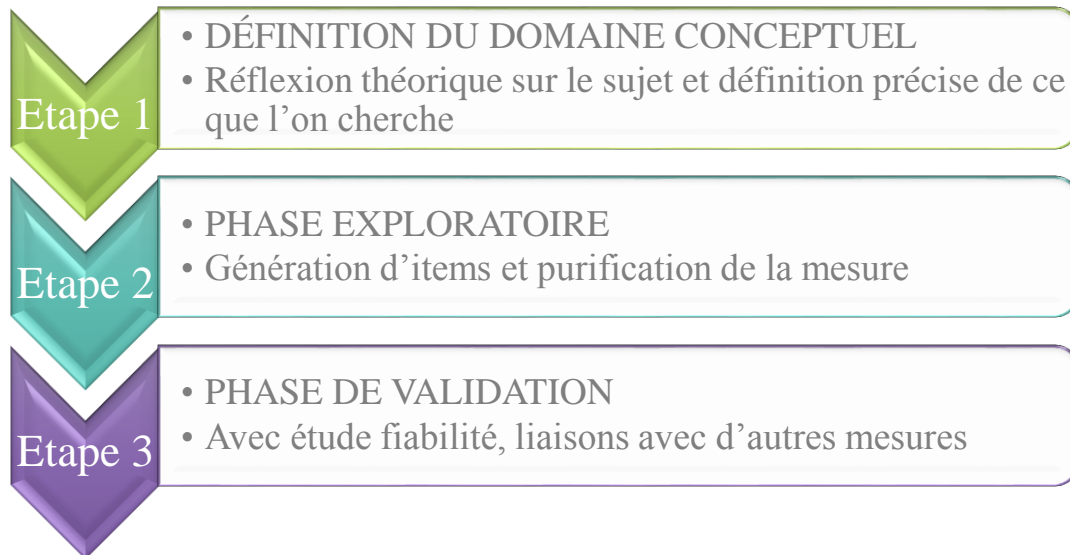 Etape 1
• DÉFINITION DU DOMAINE CONCEPTUEL
• Réflexion théorique sur le sujet et définition précise de ce
que l’on cherche
Etape 2
• PHASE EXPLORATOIRE
• Génération d’items et purification de la mesure
Etape 3
• PHASE DE VALIDATION
• Avec étude fiabilité, liaisons avec d’autres mesures